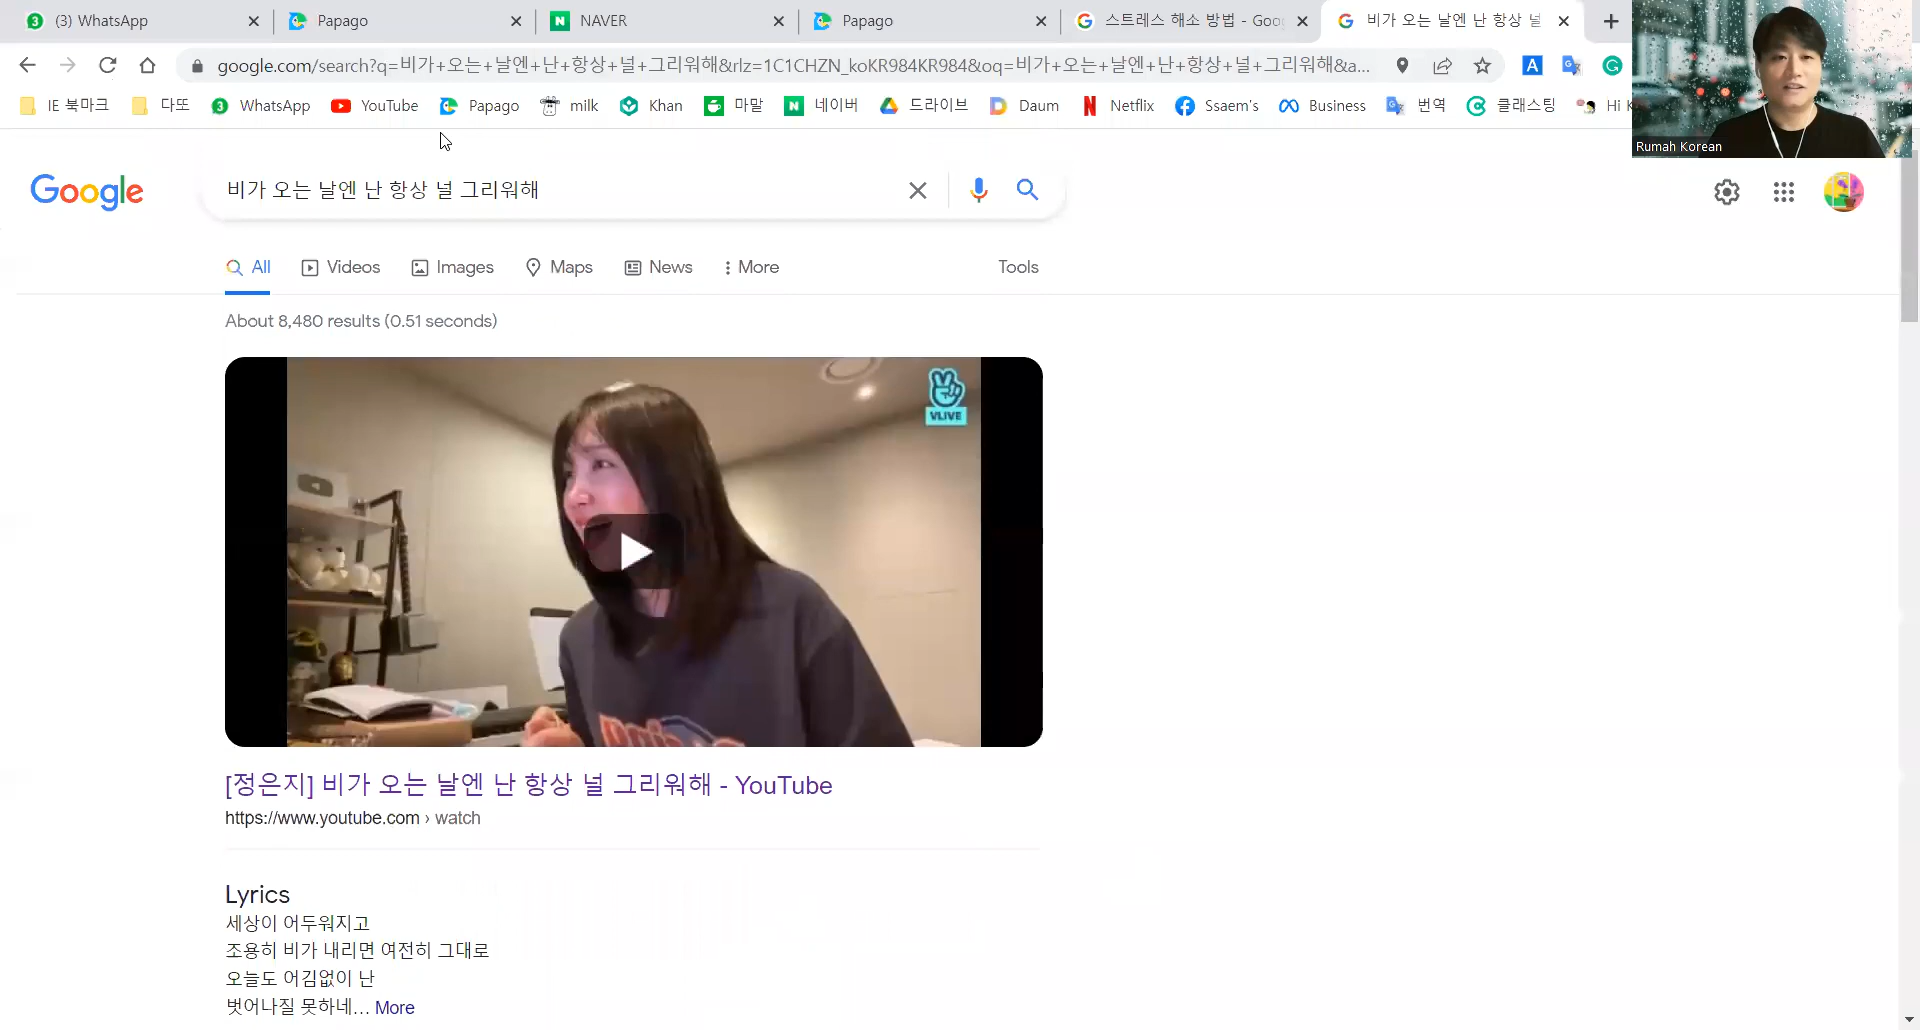 (3) WhatsApp
Papago
NAVER
Papago
스트레스 해소 방법 - Goo
비가 오는 날엔 난 항상 널
google.com/search?q=비가+오는+날엔+난+항상+널+그리워해&rlz=1C1CHZN_koKR984KR984&oq=비가+오는+날엔+난+항상+널+그리워해&a...
IE 북마크
다또
WhatsApp
YouTube
Papago
milk
Khan
마말
네이버
드라이브
Daum
Netflix
Ssaem's
Business
번역
클래스팅
Hi K
Rumah Korean
Google
비가 오는 날엔 난 항상 널 그리워해
All
Videos
Images
Maps
News
More
Tools
About 8,480 results (0.51 seconds)
VLIVE
[정은지] 비가 오는 날엔 난 항상 널 그리워해 - YouTube
https://www.youtube.com › watch
Lyrics
세상이 어두워지고
조용히 비가 내리면 여전히 그대로
오늘도 어김없이 난
벗어나질 못하네... More